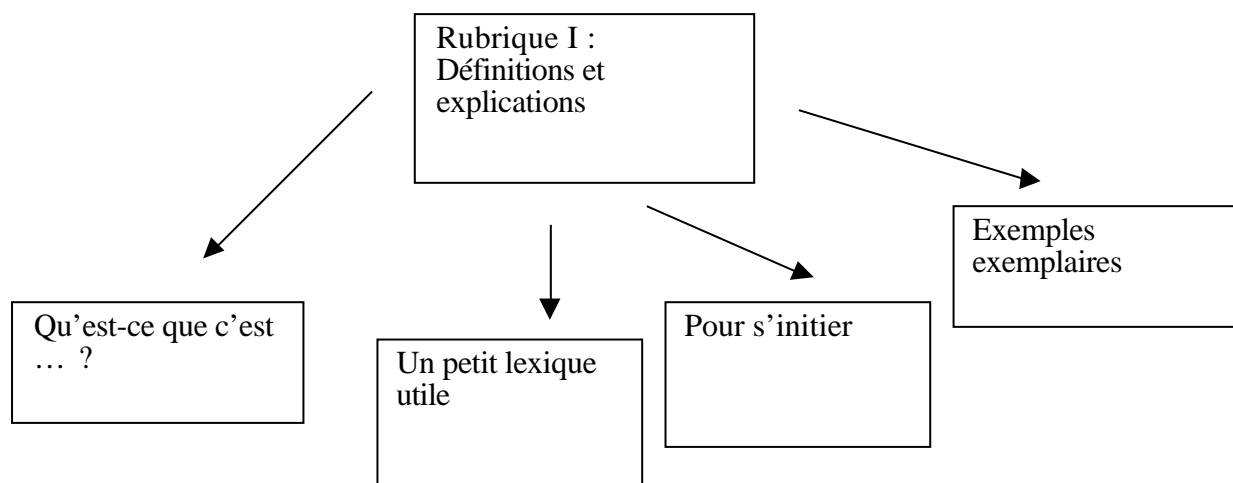 Rubrique I :
Définitions et
explications
Exemples
exemplaires
Qu’est-ce que c’est
… ?
Un petit lexique
utile
Pour s’initier